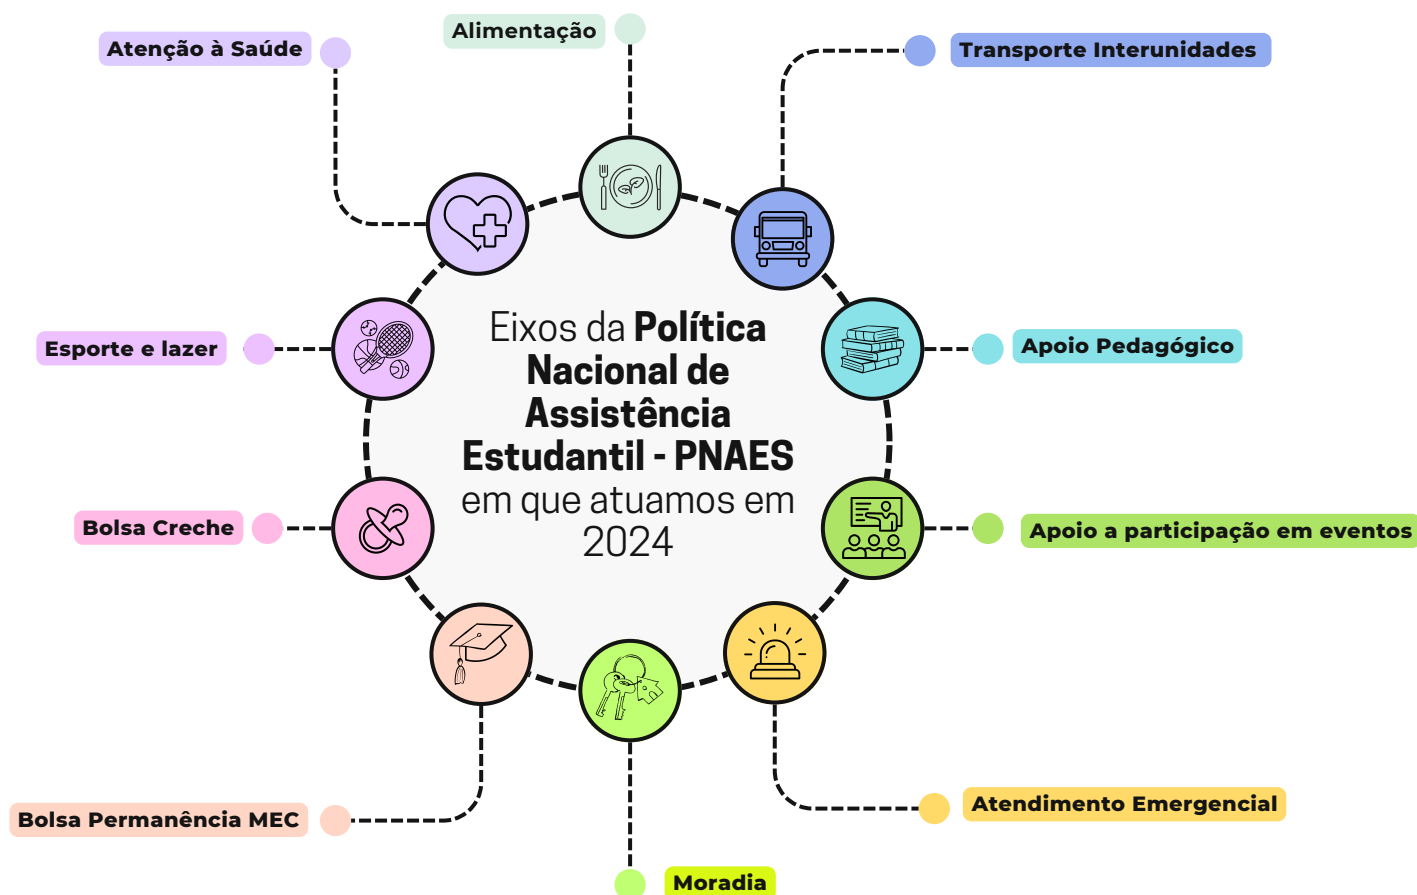 Alimentação
Atenção à Saúde
Transporte Interunidades
Esporte e lazer
Apoio Pedagógico
Eixos da Política
Nacional de
Assistência
Estudantil - PNAES
em que atuamos em
2024
Bolsa Creche
Apoio a participação em eventos
Bolsa Permanência MEC
Atendimento Emergencial
Moradia